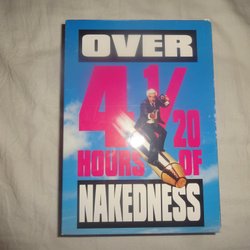 OVER
4 1/20
HOURS OF
NAKEDNESS